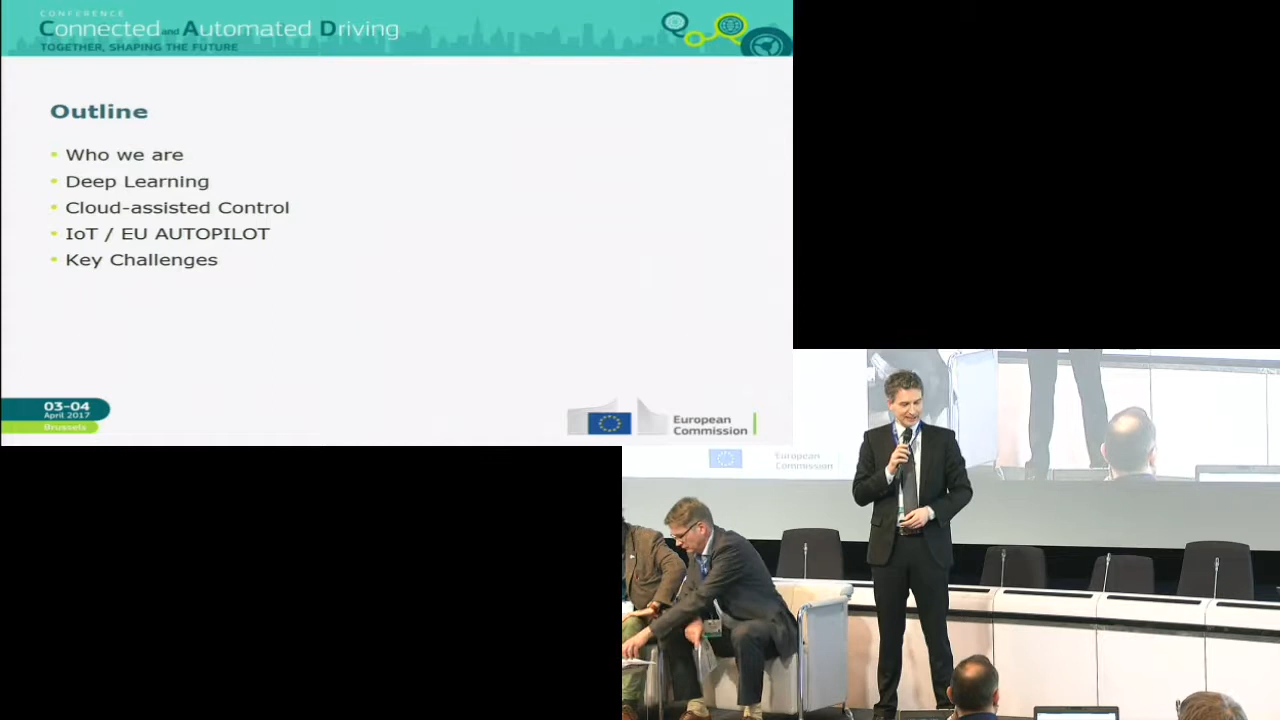 CONFERENCE
Connected and Automated Driving
TOGETHER, SHAPING THE FUTURE
Outline
• Who we are
• Deep Learning
• Cloud-assisted Control
• IoT / EU AUTOPILOT
• Key Challenges
03-04
April 2017
Brussels
European
Commission
European
Commission